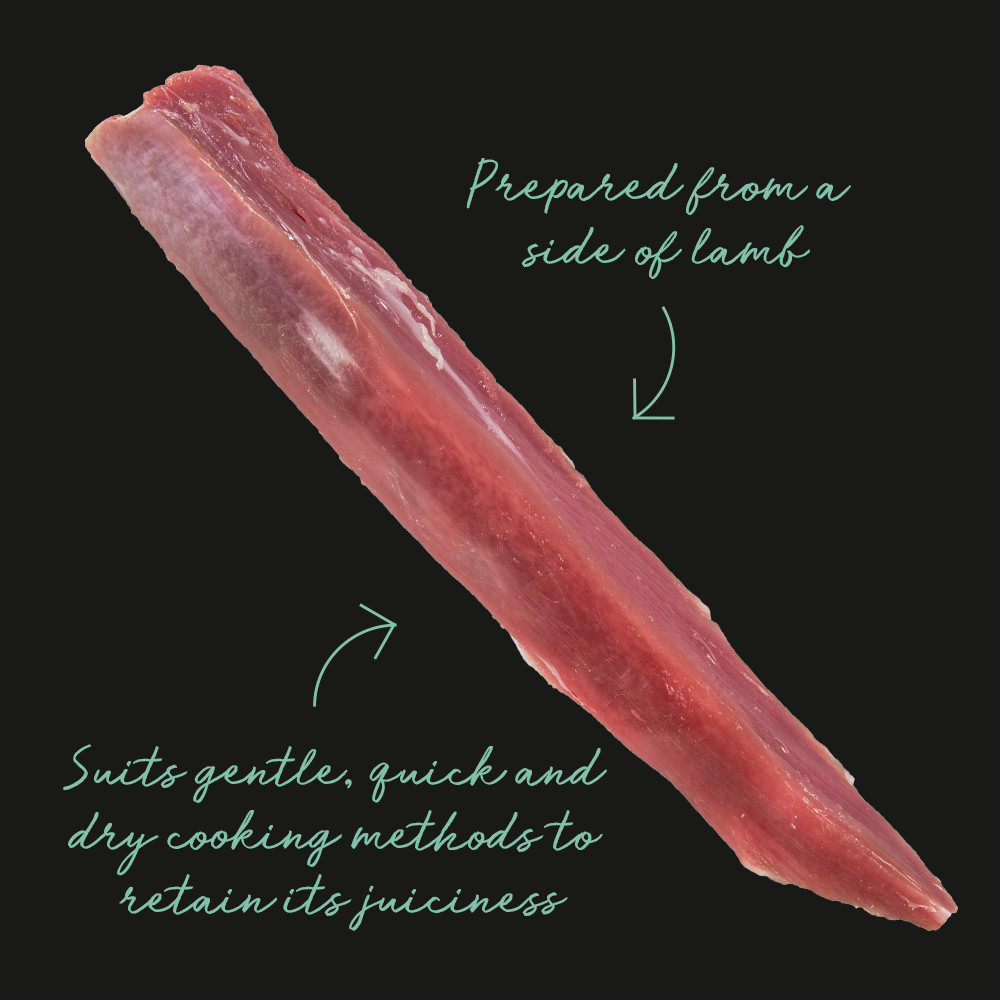 Prepared from a
side of lamb
Suits gentle, quick and
dry cooking methods to
retain its juiciness